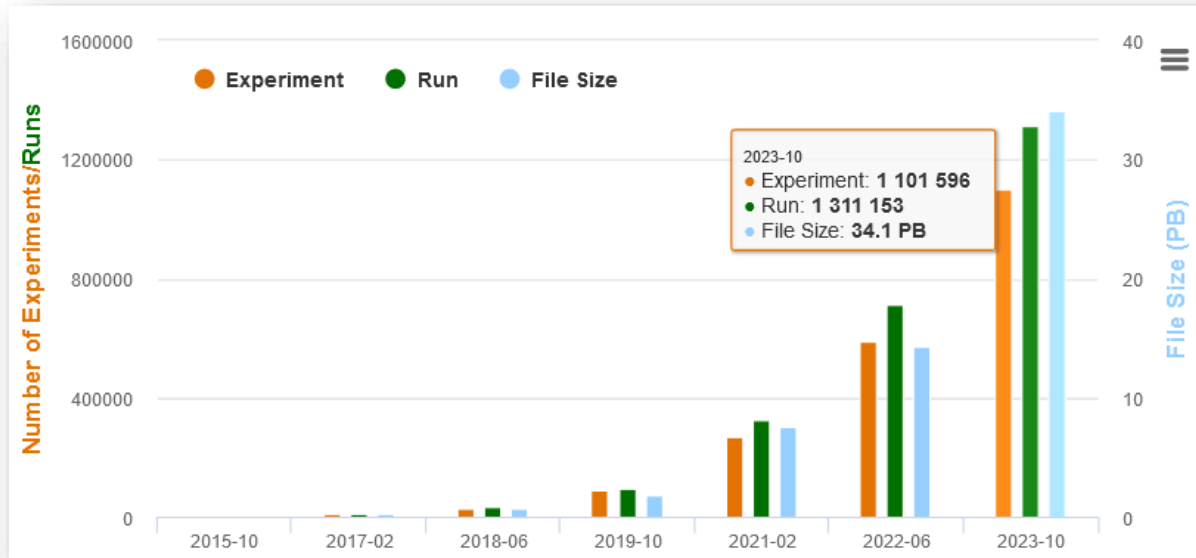 1600000
1200000
800000
400000
0
Number of Experiments/Runs
Experiment Run File Size
2023-10
Experiment: 1 101 596
Run: 1 311 153
File Size: 34.1 PB
40
30
20
10
0
File Size (PB)
2015-10 2017-02 2018-06 2019-10 2021-02 2022-06 2023-10